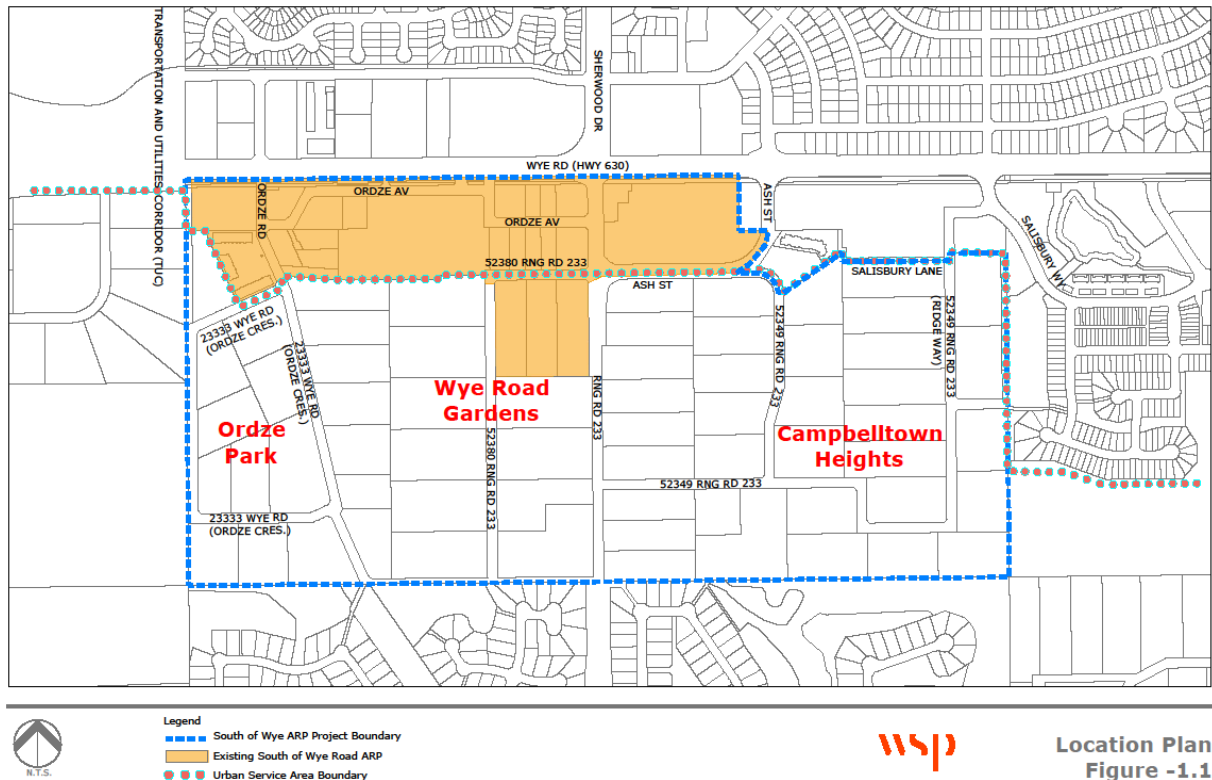 TRANSPORTATION AND UTILITIES CORRIDOR (TUC)
SHERWOOD DR
WYE RD (HWY 630)
ORDZE RD
ORDZE AV
ASH ST
ORDZE AV
SALISBURY WY
52380 RNG RD 233
SALISBURY LANE
ASH ST
23333 WYE RD
(ORDZE CRES.)
23333 WYE RD
(ORDZE CRES.)
52349 RNG RD 233
52349 RNG RD 233
(RIDGE WAY)
Wye Road
Gardens
RNG RD 233
Ordze
Park
Campbelltown
Heights
52380 RNG RD 233
52349 RNG RD 233
23333 WYE RD
(ORDZE CRES.)
Legend
South of Wye ARP Project Boundary
Existing South of Wye Road ARP
Urban Service Area Boundary
N.T.S.
wsp
Location Plan
Figure -1.1